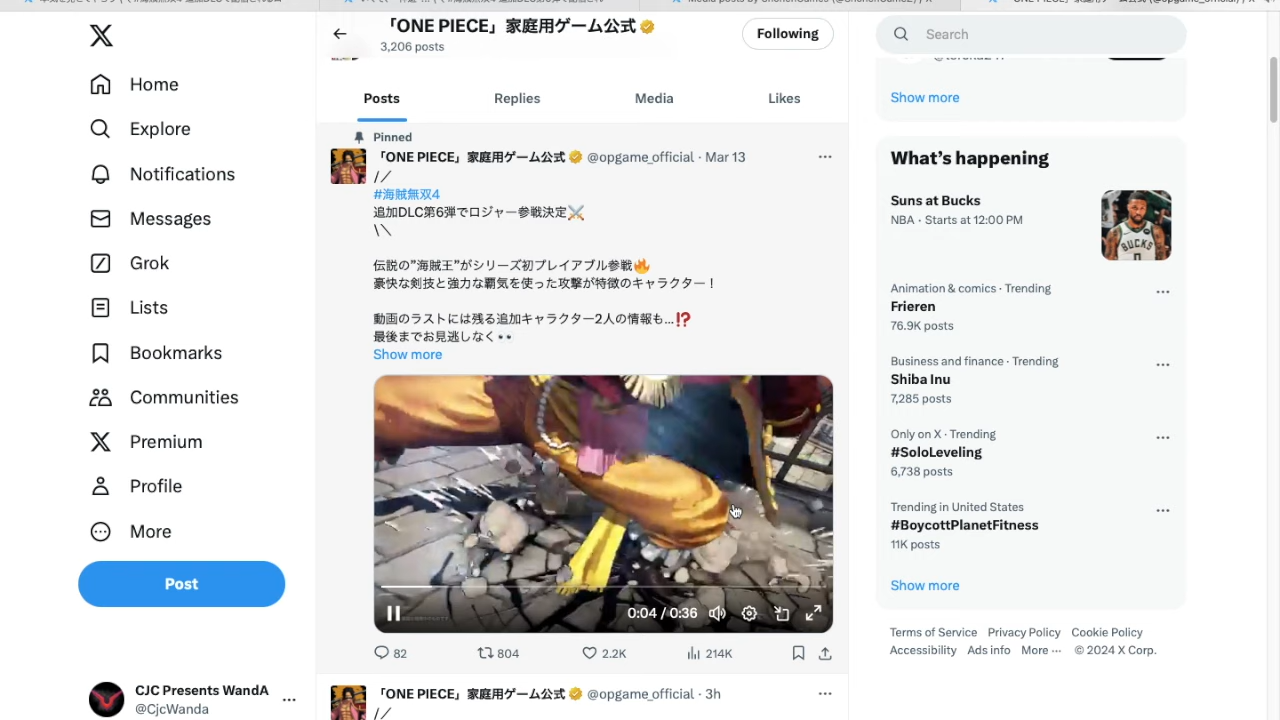 Home
Explore
Notifications
Messages
Grok
Lists
Bookmarks
Communities
Premium
Profile
More
Post
CJC Presents WandA
@CjcWanda
「ONE PIECE」家庭用ゲーム公式
3,206 posts
Following
Posts Replies Media Likes
Pinned
「ONE PIECE」家庭用ゲーム公式 @opgame_official · Mar 13
/／
#海賊無双4
追加DLC第6弾でロジャー参戦決定⚔️
\＼
伝説の”海賊王”がシリーズ初プレイアブル参戦🔥
豪快な剣技と強力な覇気を使った攻撃が特徴のキャラクター！
動画のラストには残る追加キャラクター2人の情報も...⁉️
最後までお見逃しなく👀
Show more
0:04 / 0:36
82 804 2.2K 214K
「ONE PIECE」家庭用ゲーム公式 @opgame_official · 3h
/／
Search
Show more
What’s happening
Suns at Bucks
NBA · Starts at 12:00 PM
BUCKS
Animation & comics · Trending
Frieren
76.9K posts
Business and finance · Trending
Shiba Inu
7,285 posts
Only on X · Trending
#SoloLeveling
6,738 posts
Trending in United States
#BoycottPlanetFitness
11K posts
Show more
Terms of Service Privacy Policy Cookie Policy
Accessibility Ads info More ··· © 2024 X Corp.